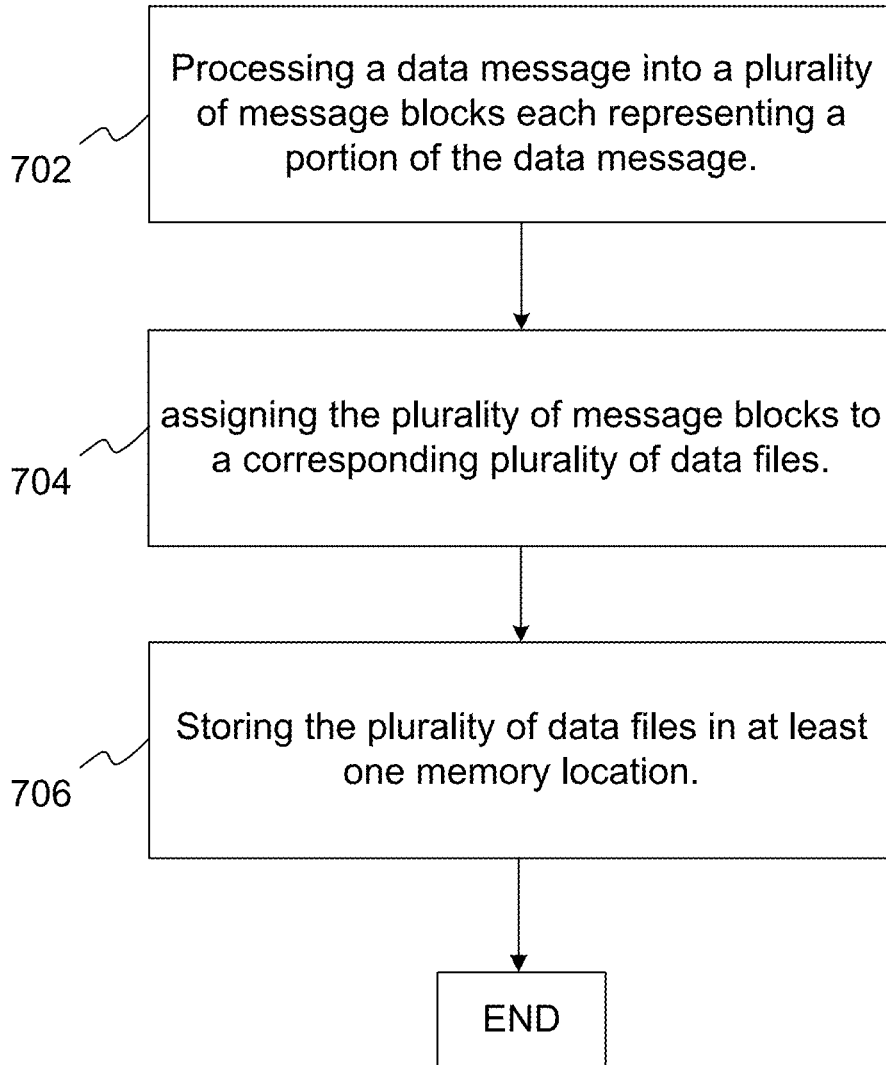 Processing a data message into a plurality
of message blocks each representing a
portion of the data message.
702
assigning the plurality of message blocks to
a corresponding plurality of data files.
704
Storing the plurality of data files in at least
one memory location.
706
END